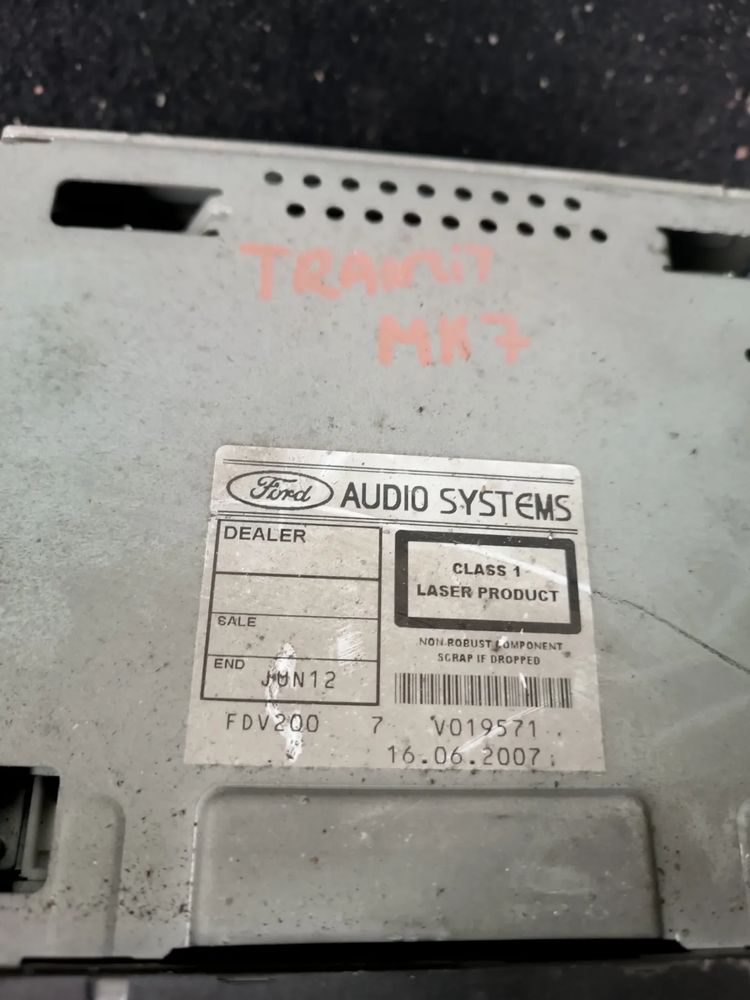 TRANSiT
MK7
Ford AUDIO SYSTEMS
DEALER
CLASS 1
LASER PRODUCT
SALE
NON ROBUST COMPONENT
SCRAP IF DROPPED
END JUN12
FDV200 7 V019571
16.06.2007